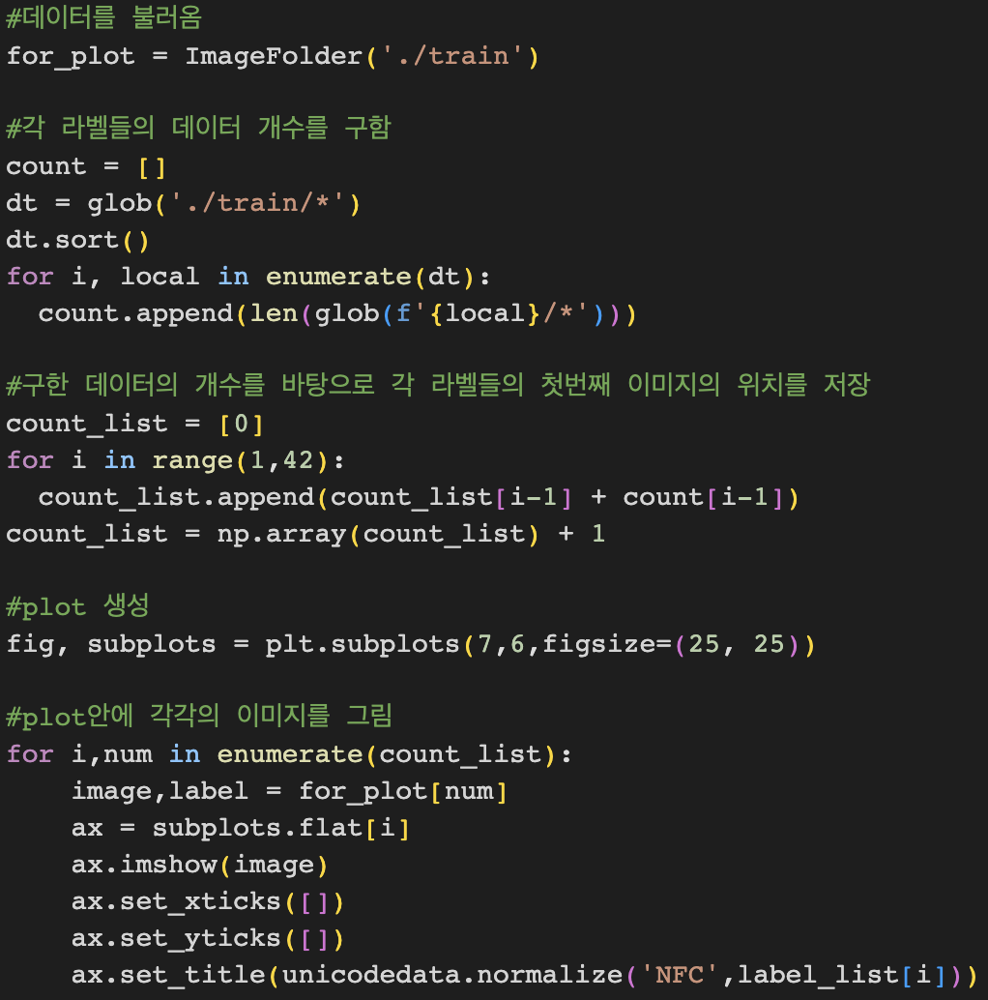 #데이터를 불러옴
for_plot = ImageFolder('./train')

#각 라벨들의 데이터 개수를 구함
count = []
dt = glob('./train/*')
dt.sort()
for i, local in enumerate(dt):
  count.append(len(glob(f'{local}/*')))

#구한 데이터의 개수를 바탕으로 각 라벨들의 첫번째 이미지의 위치를 저장
count_list = [0]
for i in range(1,42):
  count_list.append(count_list[i-1] + count[i-1])
count_list = np.array(count_list) + 1

#plot 생성
fig, subplots = plt.subplots(7,6,figsize=(25, 25))

#plot안에 각각의 이미지를 그림
for i,num in enumerate(count_list):
    image,label = for_plot[num]
    ax = subplots.flat[i]
    ax.imshow(image)
    ax.set_xticks([])
    ax.set_yticks([])
    ax.set_title(unicodedata.normalize('NFC',label_list[i]))